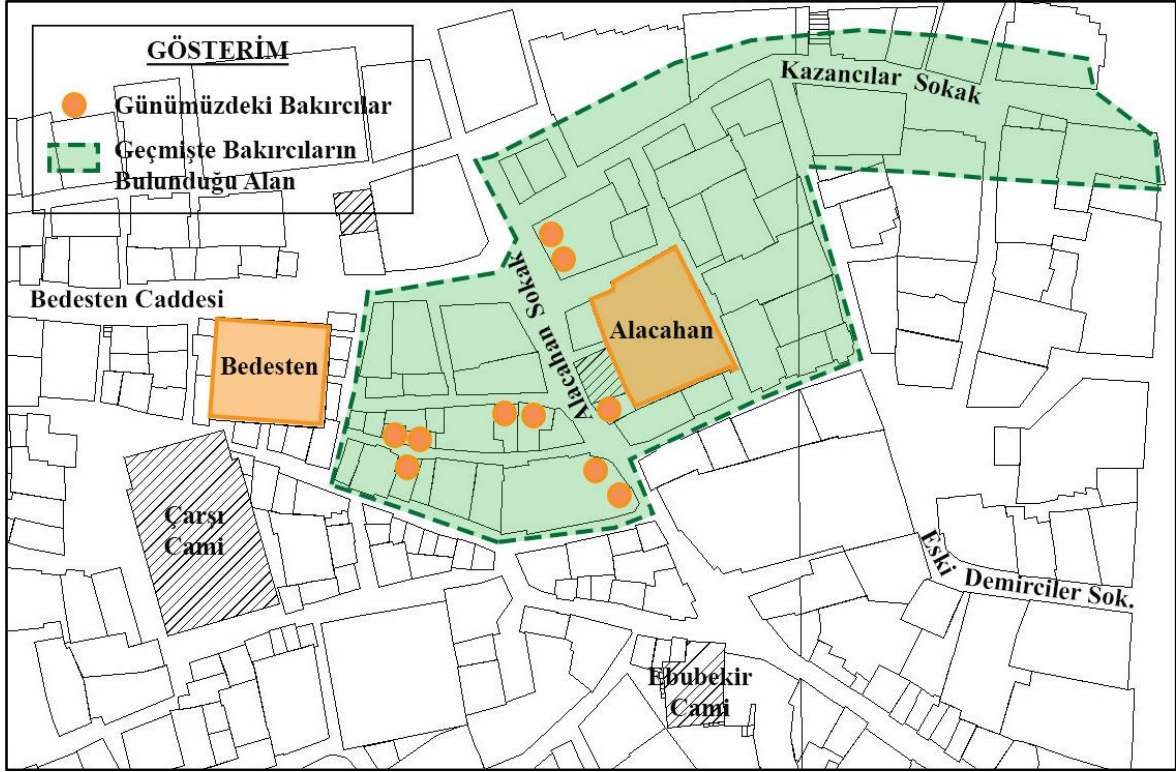 GÖSTERİM
Günümüzdeki Bakırcılar
Geçmişte Bakırcıların
Bulunduğu Alan
Kazancılar Sokak
Alacahan Sokak
Bedesten Caddesi
Bedesten
Alacahan
Çarşı
Cami
Eski Demirciler Sok.
Ebubekir
Cami